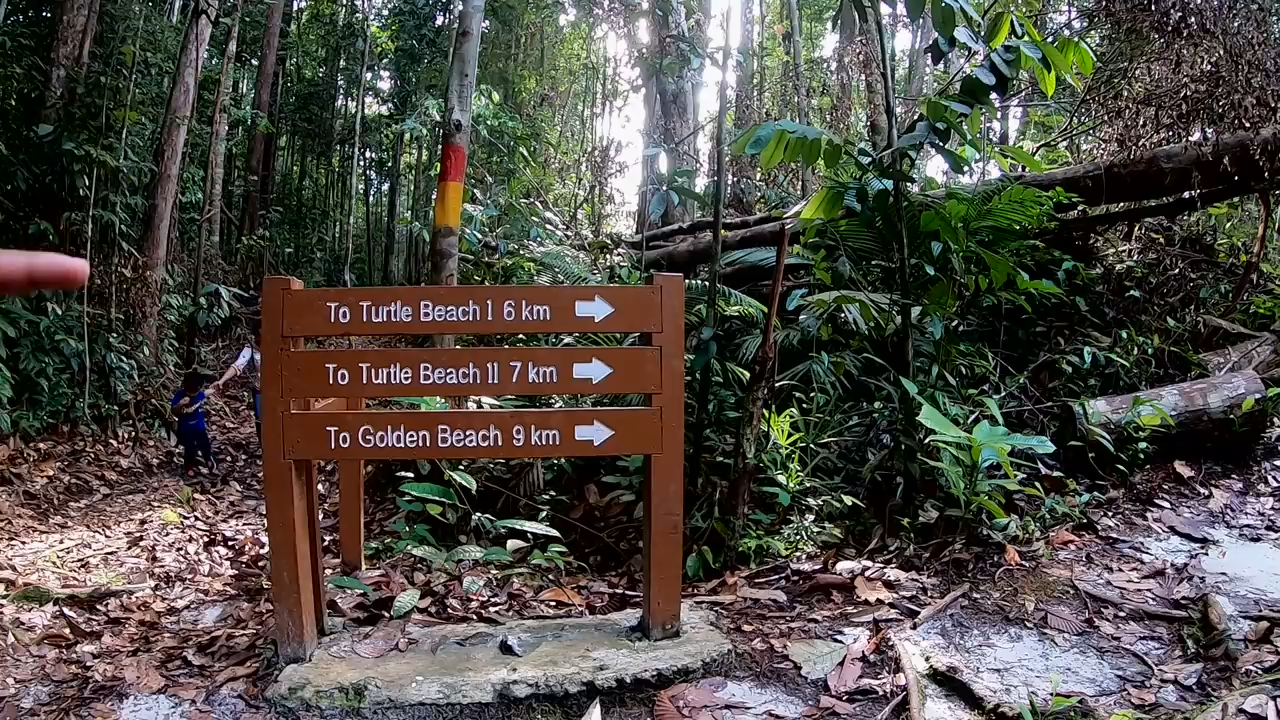 To Turtle Beach I 6 km
To Turtle Beach II 7 km
To Golden Beach 9 km